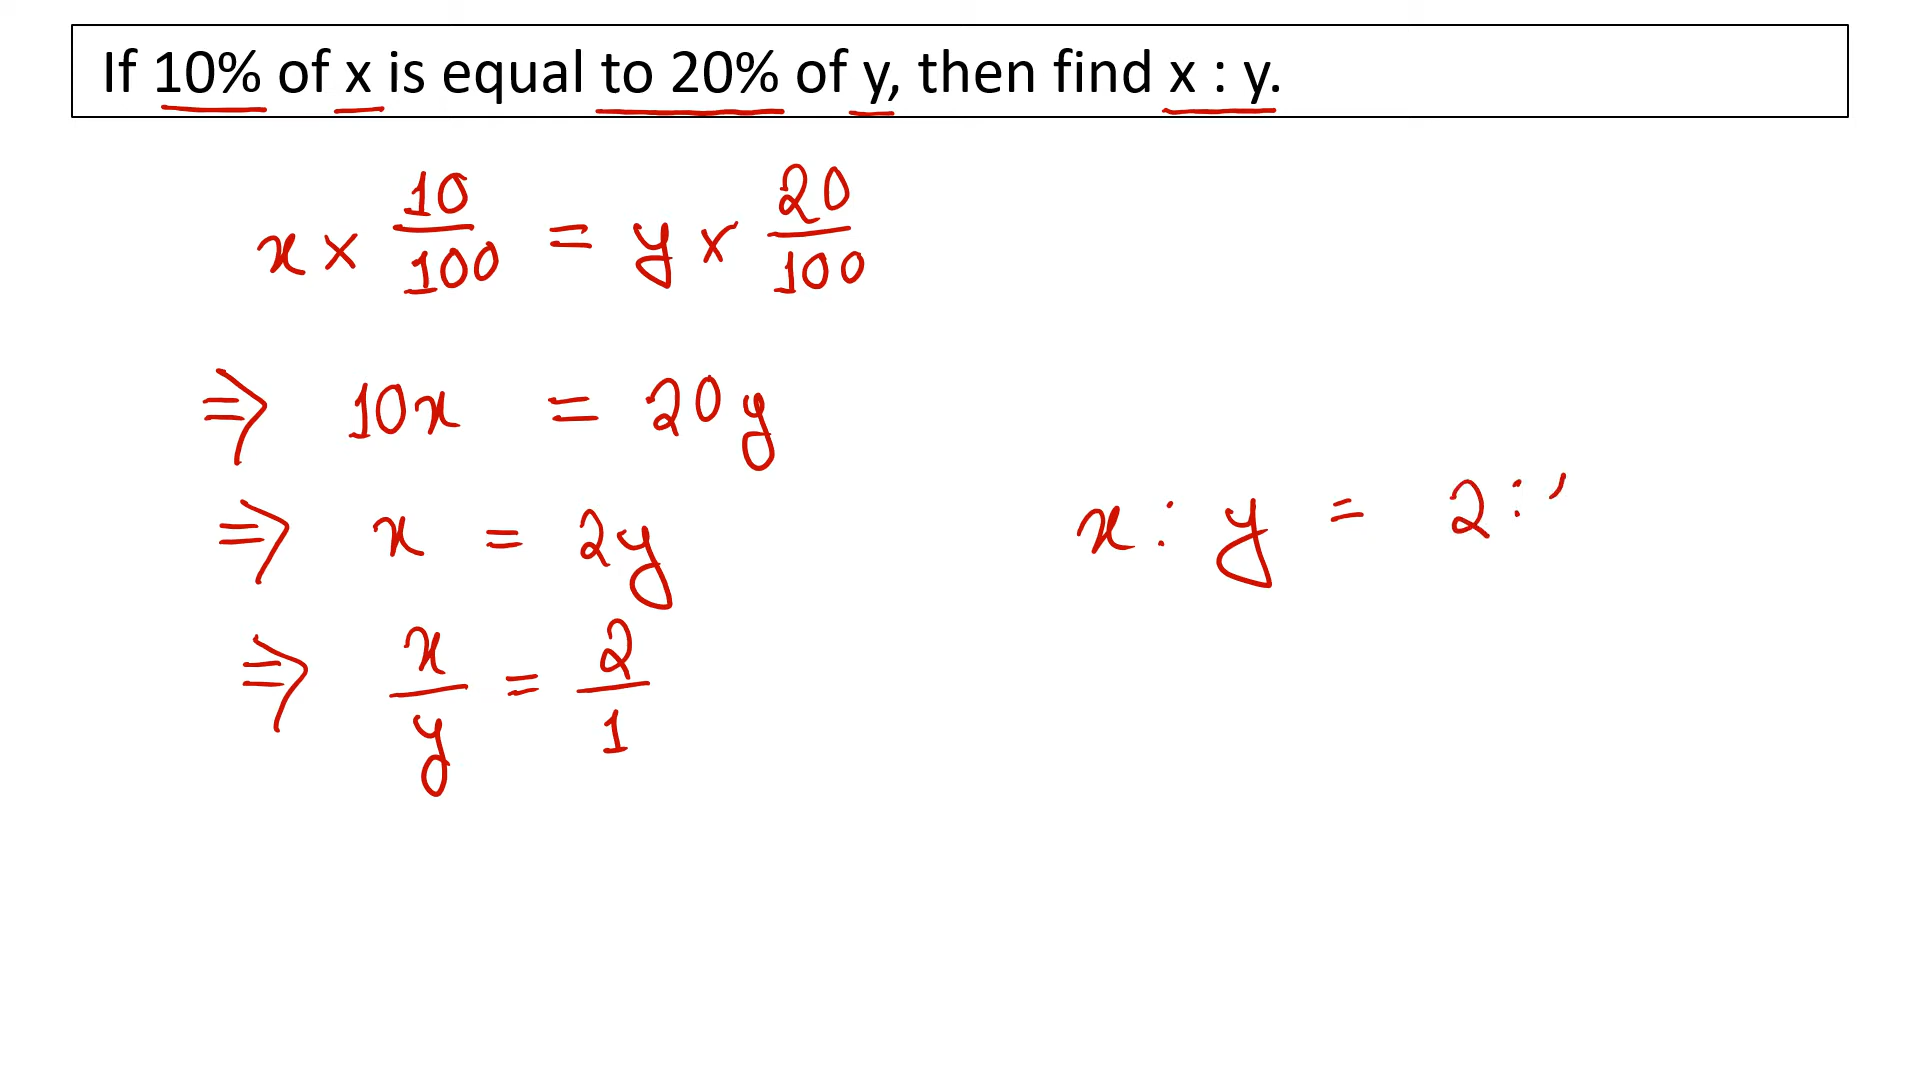 If 10% of x is equal to 20% of y, then find x : y.
x × 10/100 = y × 20/100
⇒ 10x = 20y
⇒ x = 2y
⇒ x/y = 2/1
x : y = 2 :